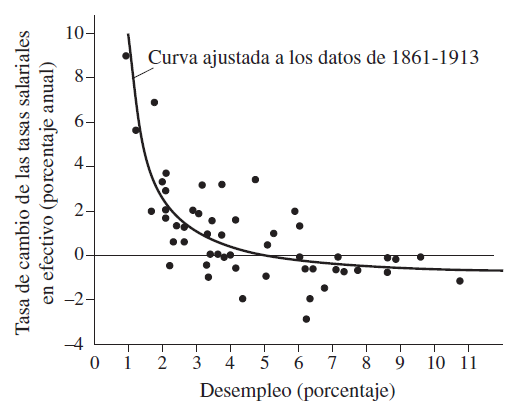 Tasa de cambio de las tasas salariales
en efectivo (porcentaje anual)
10
8
6
4
2
0
–2
–4
Curva ajustada a los datos de 1861-1913
0 1 2 3 4 5 6 7 8 9 10 11
Desempleo (porcentaje)